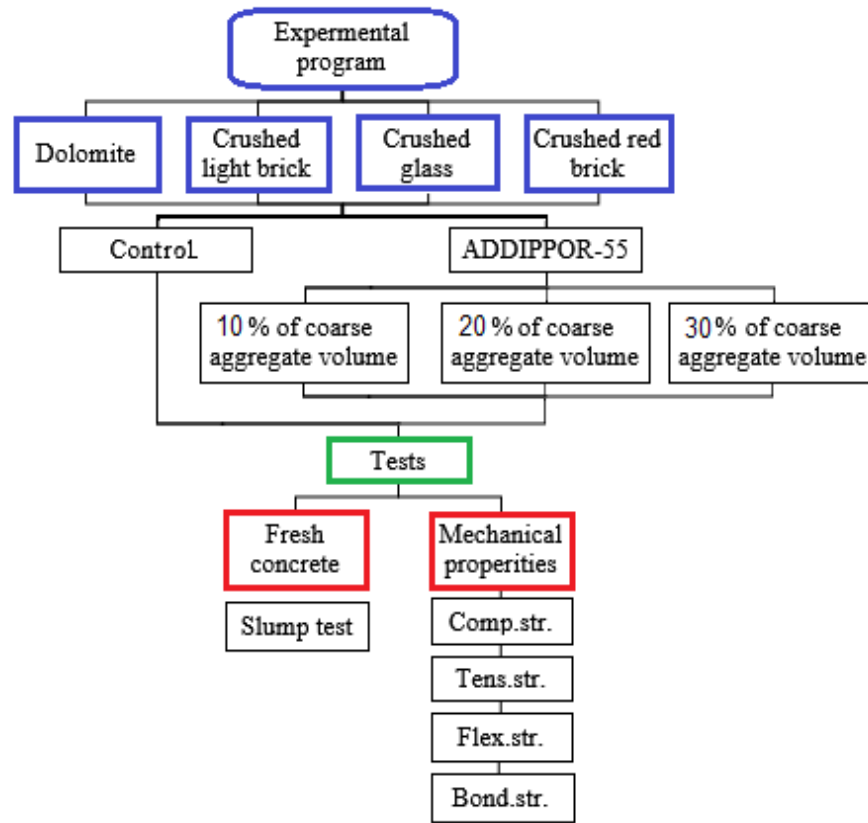 Expermental
program
Dolomite
Crushed
light brick
Crushed
glass
Crushed red
brick
Control
ADDIPPOR-55
10 % of coarse
aggregate volume
20 % of coarse
aggregate volume
30 % of coarse
aggregate volume
Tests
Fresh
concrete
Mechanical
properities
Slump test
Comp.str.
Tens.str.
Flex.str.
Bond.str.